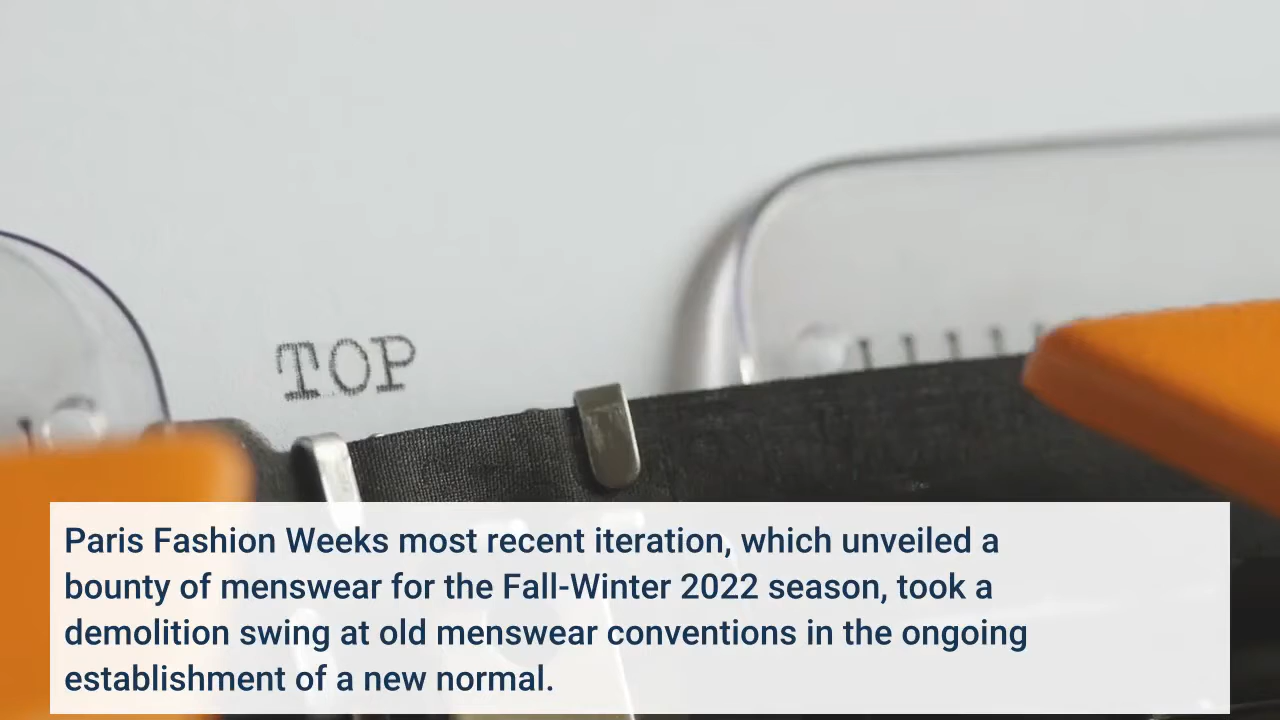 TOP
Paris Fashion Weeks most recent iteration, which unveiled a
bounty of menswear for the Fall-Winter 2022 season, took a
demolition swing at old menswear conventions in the ongoing
establishment of a new normal.